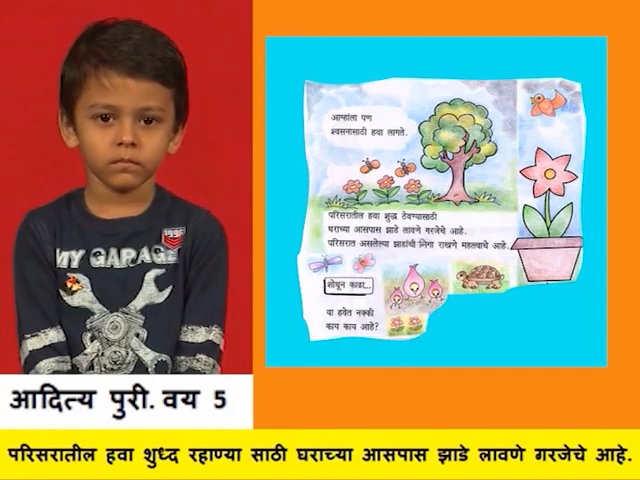 1995
MY GARAGE
आदित्य पुरी. वय 5
आम्हांला पण
श्वसनासाठी हवा लागते.
परिसरातील हवा शुद्ध ठेवण्यासाठी
घराच्या आसपास झाडे लावणे गरजेचे आहे.
परिसरात असलेल्या झाडांची निगा राखणे महत्त्वाचे आहे.
शोधून काढा...
या हवेत नक्की
काय काय आहे?
परिसरातील हवा शुध्द रहाण्या साठी घराच्या आसपास झाडे लावणे गरजेचे आहे.